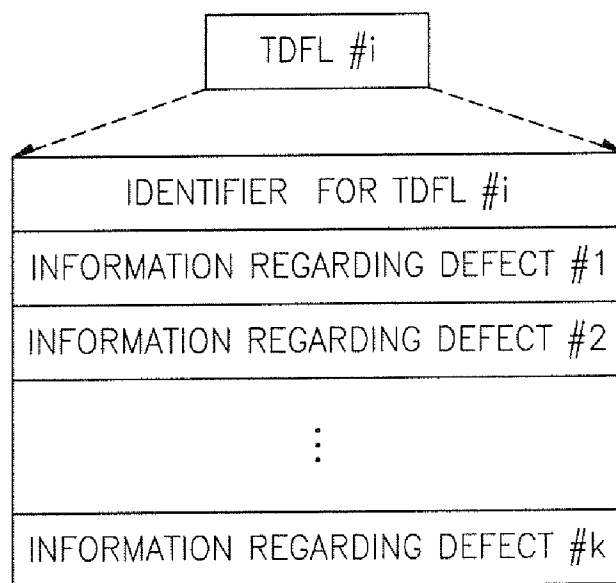 TDFL #i
IDENTIFIER FOR TDFL #i
INFORMATION REGARDING DEFECT #1
INFORMATION REGARDING DEFECT #2
⋮
INFORMATION REGARDING DEFECT #k